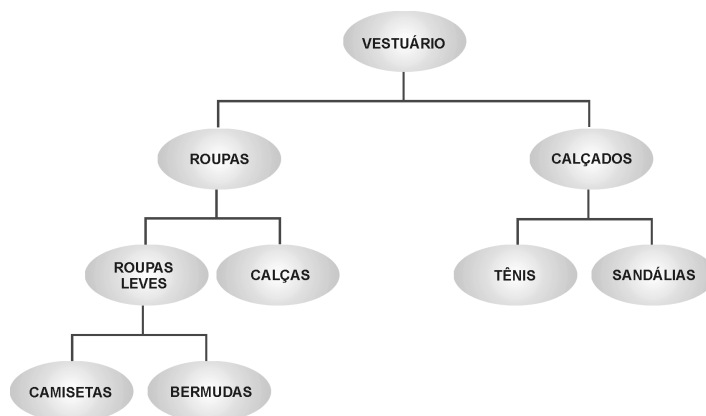 VESTUÁRIO
ROUPAS
CALÇADOS
ROUPAS
LEVES
CALÇAS
TÊNIS
SANDÁLIAS
CAMISETAS
BERMUDAS